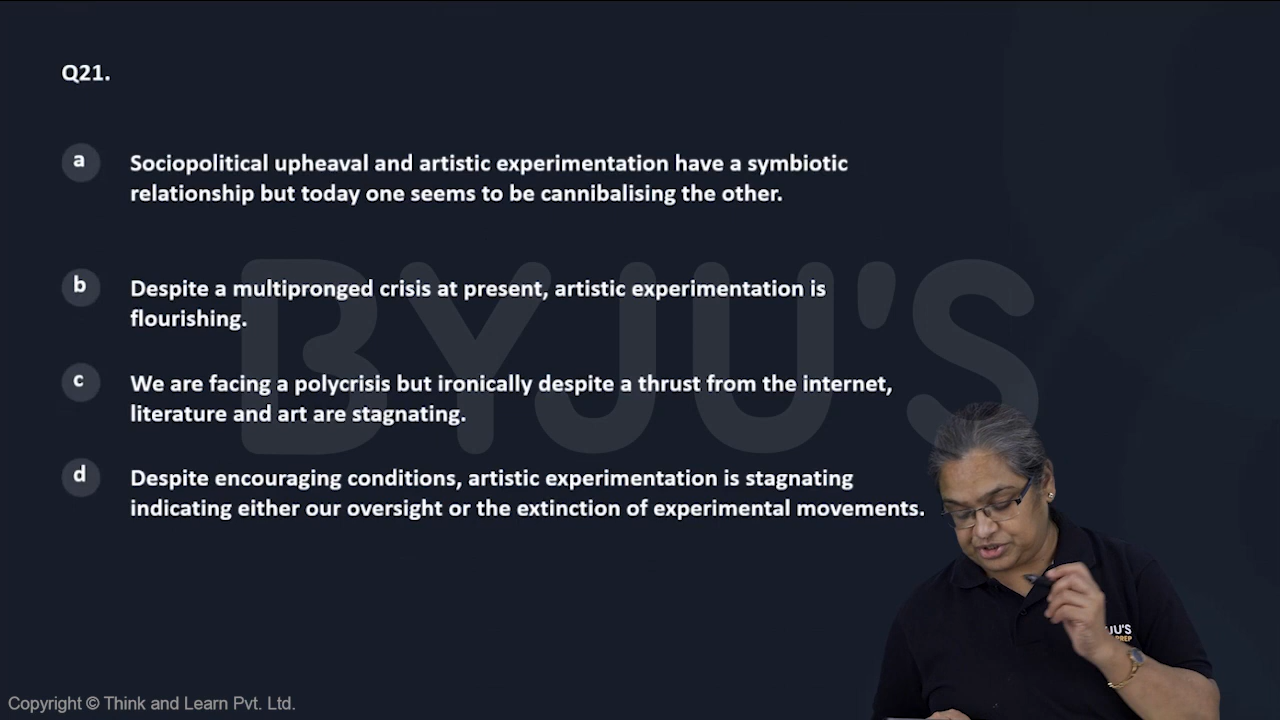 Q21.
a
Sociopolitical upheaval and artistic experimentation have a symbiotic
relationship but today one seems to be cannibalising the other.
b
Despite a multipronged crisis at present, artistic experimentation is
flourishing.
c
We are facing a polycrisis but ironically despite a thrust from the internet,
literature and art are stagnating.
d
Despite encouraging conditions, artistic experimentation is stagnating
indicating either our oversight or the extinction of experimental movements.
BYJU'S
Copyright © Think and Learn Pvt. Ltd.